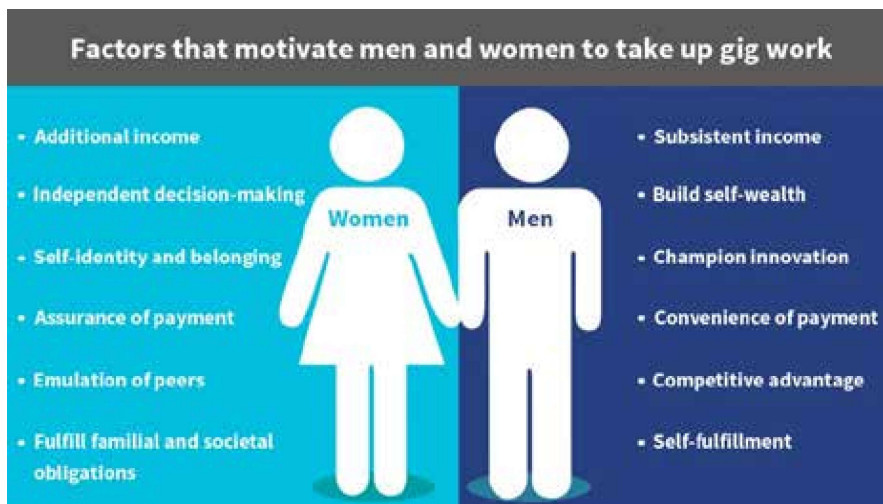 Factors that motivate men and women to take up gig work
• Additional income
• Independent decision-making
• Self-identity and belonging
• Assurance of payment
• Emulation of peers
• Fulfill familial and societal
obligations
Women
Men
• Subsistent income
• Build self-wealth
• Champion innovation
• Convenience of payment
• Competitive advantage
• Self-fulfillment